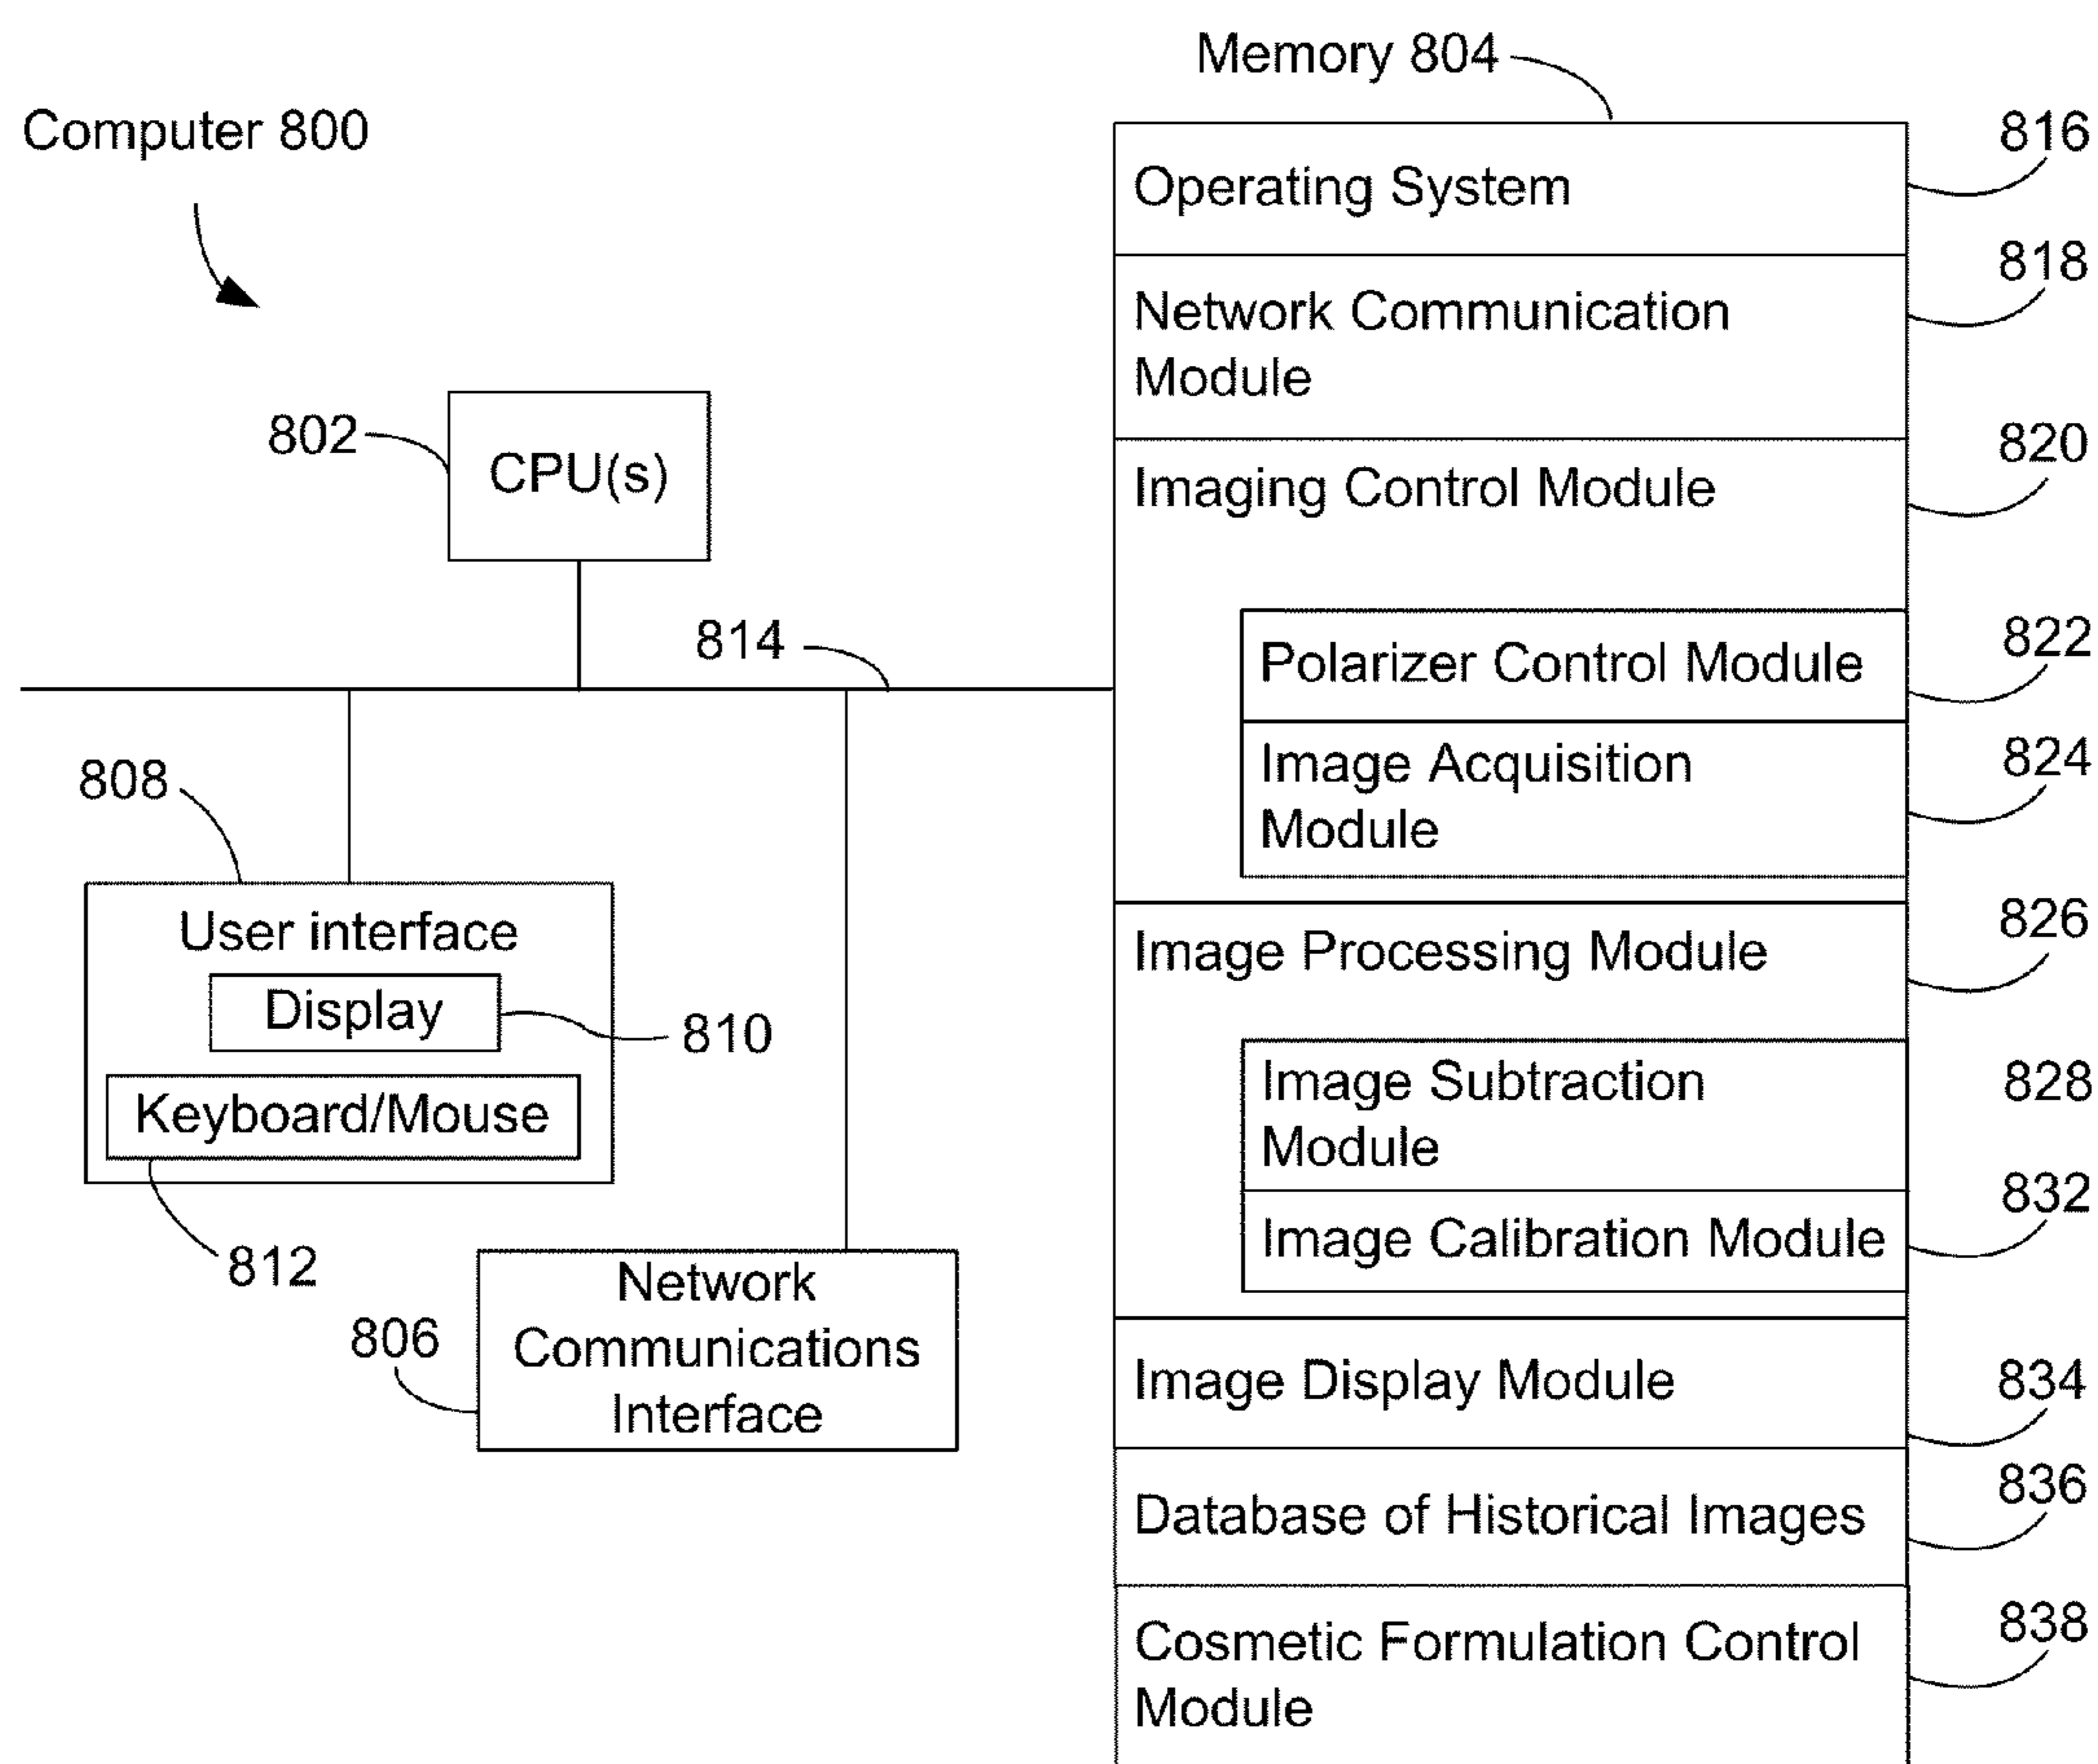 Memory 804
Computer 800
816
Operating System
818
Network Communication
Module
802
CPU(s)
820
Imaging Control Module
814
822
Polarizer Control Module
824
Image Acquisition
Module
808
User interface
Display
810
Keyboard/Mouse
812
826
Image Processing Module
828
Image Subtraction
Module
832
Image Calibration Module
806
Network
Communications
Interface
834
Image Display Module
836
Database of Historical Images
838
Cosmetic Formulation Control
Module